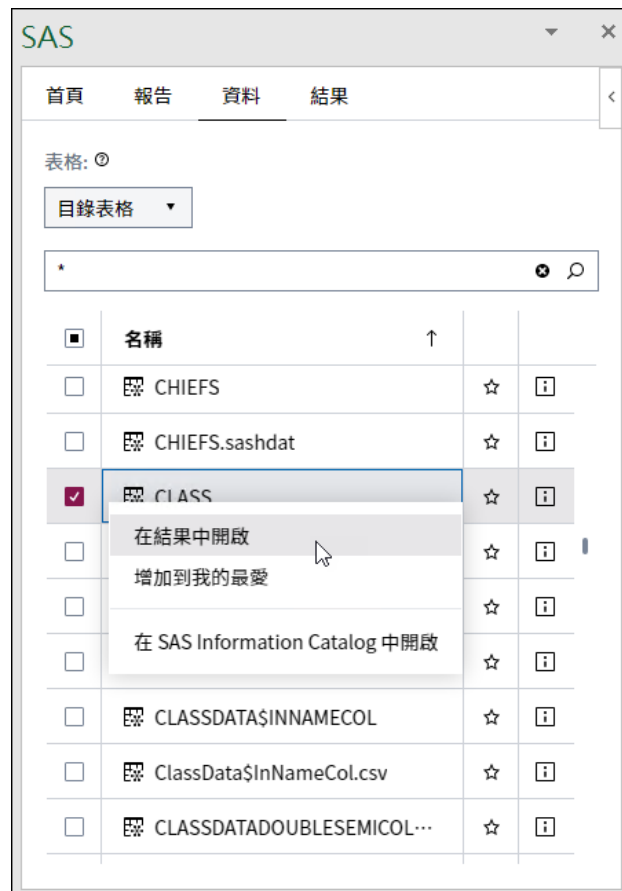 SAS
首頁 報告 資料 結果
表格:
目錄表格
*
名稱
CHIEFS
CHIEFS.sashdat
CLASS
在結果中開啟
增加到我的最愛
在 SAS Information Catalog 中開啟
CLASSDATA$INNAMECOL
ClassData$InNameCol.csv
CLASSDATADOUBLESEMICOL…